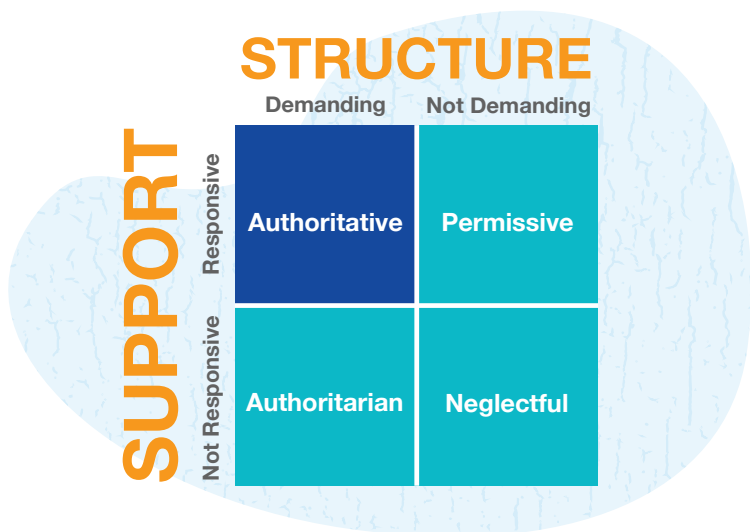 STRUCTURE
Demanding Not Demanding
SUPPORT
Responsive
Authoritative Permissive
Not Responsive
Authoritarian Neglectful